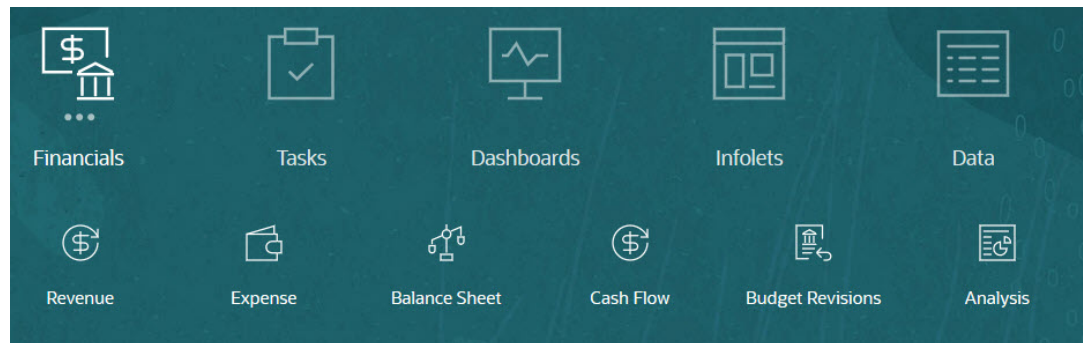 Financials Tasks Dashboards Infolets Data
Revenue Expense Balance Sheet Cash Flow Budget Revisions Analysis